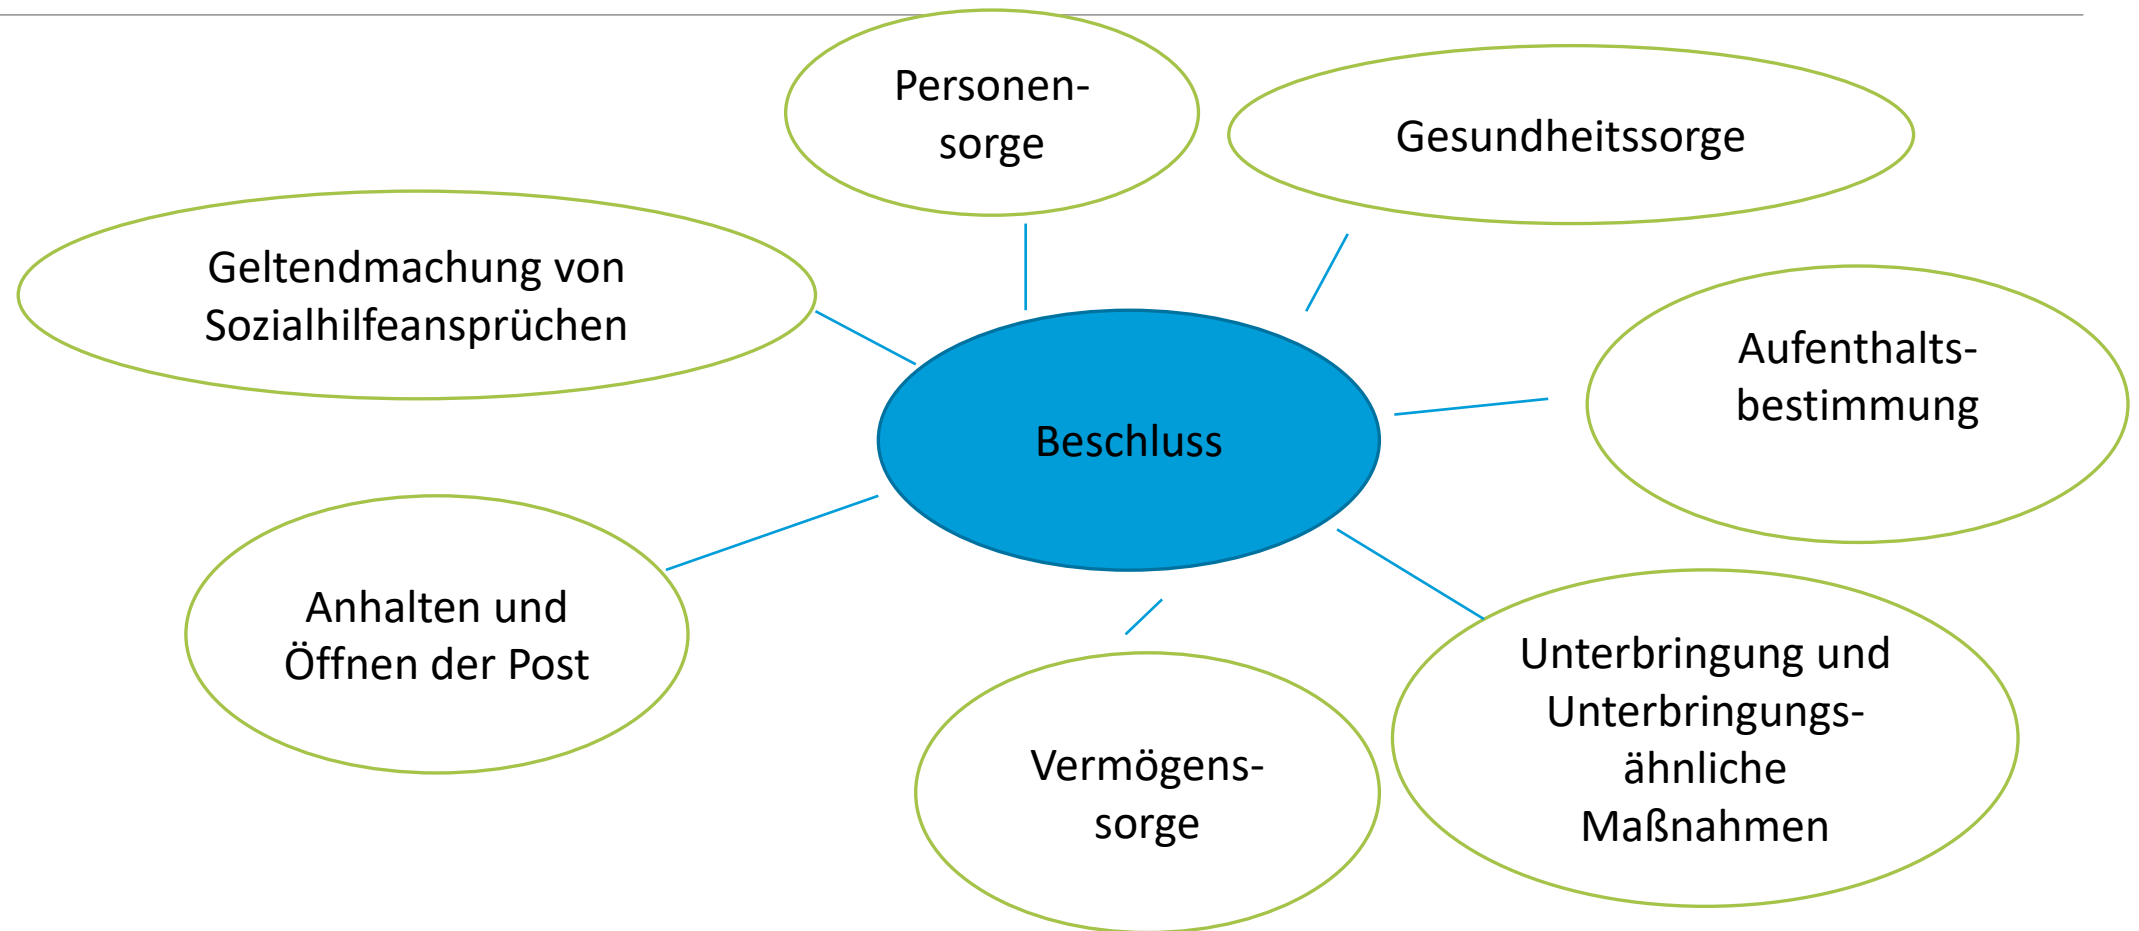 Personen-
sorge
Gesundheitssorge
Geltendmachung von
Sozialhilfeansprüchen
Aufenthalts-
bestimmung
Beschluss
Anhalten und
Öffnen der Post
Vermögens-
sorge
Unterbringung und
Unterbringungs-
ähnliche
Maßnahmen